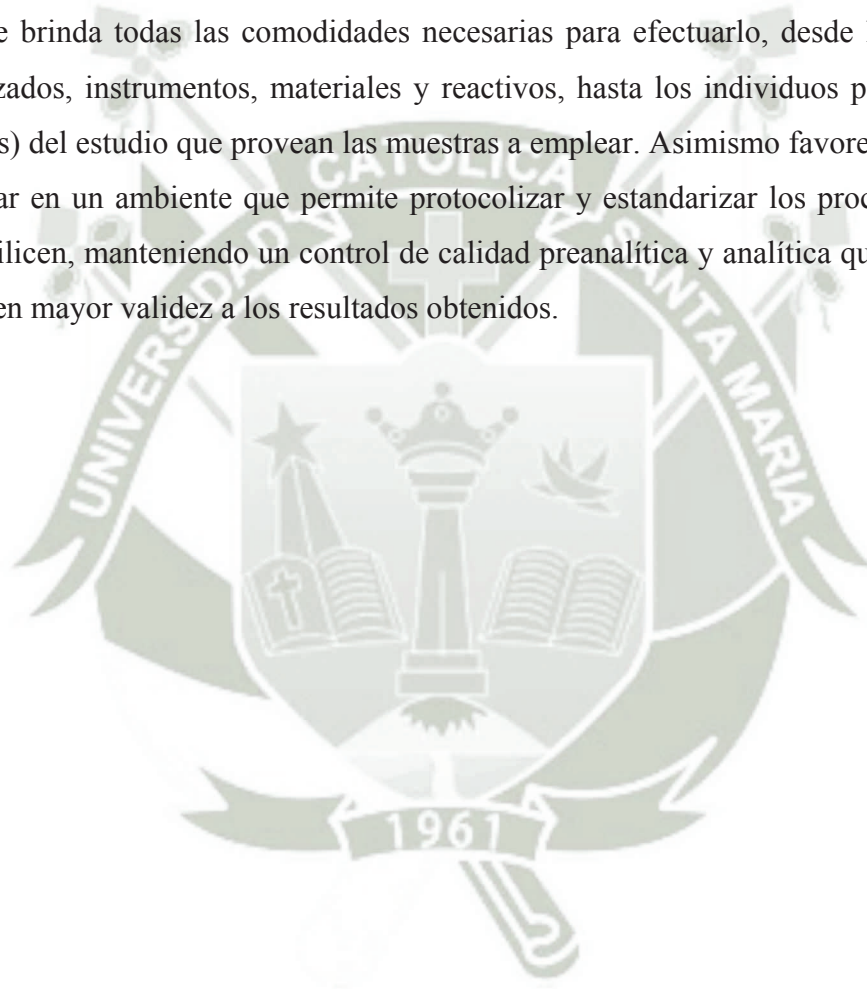 e brinda todas las comodidades necesarias para efectuarlo, desde
zados, instrumentos, materiales y reactivos, hasta los individuos p
s) del estudio que provean las muestras a emplear. Asimismo favore
ar en un ambiente que permite protocolizar y estandarizar los proc
ilicen, manteniendo un control de calidad preanalítica y analítica qu
en mayor validez a los resultados obtenidos.
UNIVERSIDAD CATOLICA SANTA MARIA
1961